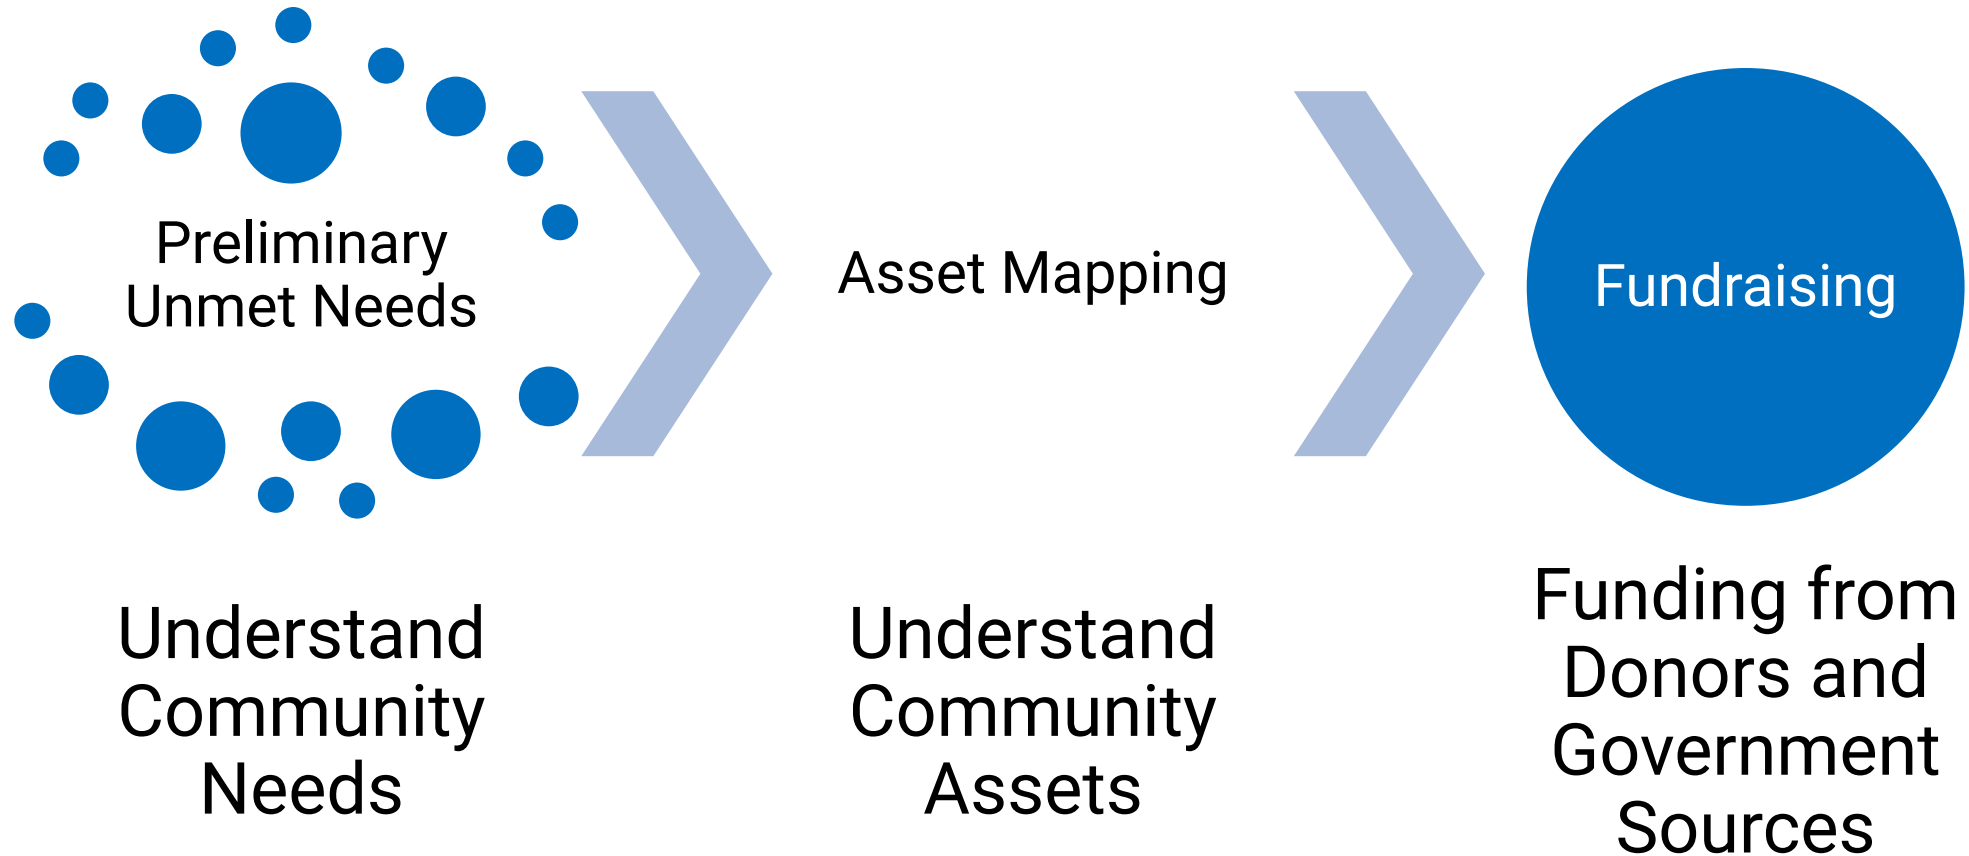 Preliminary
Unmet Needs
Asset Mapping
Fundraising
Understand
Community
Needs
Understand
Community
Assets
Funding from
Donors and
Government
Sources